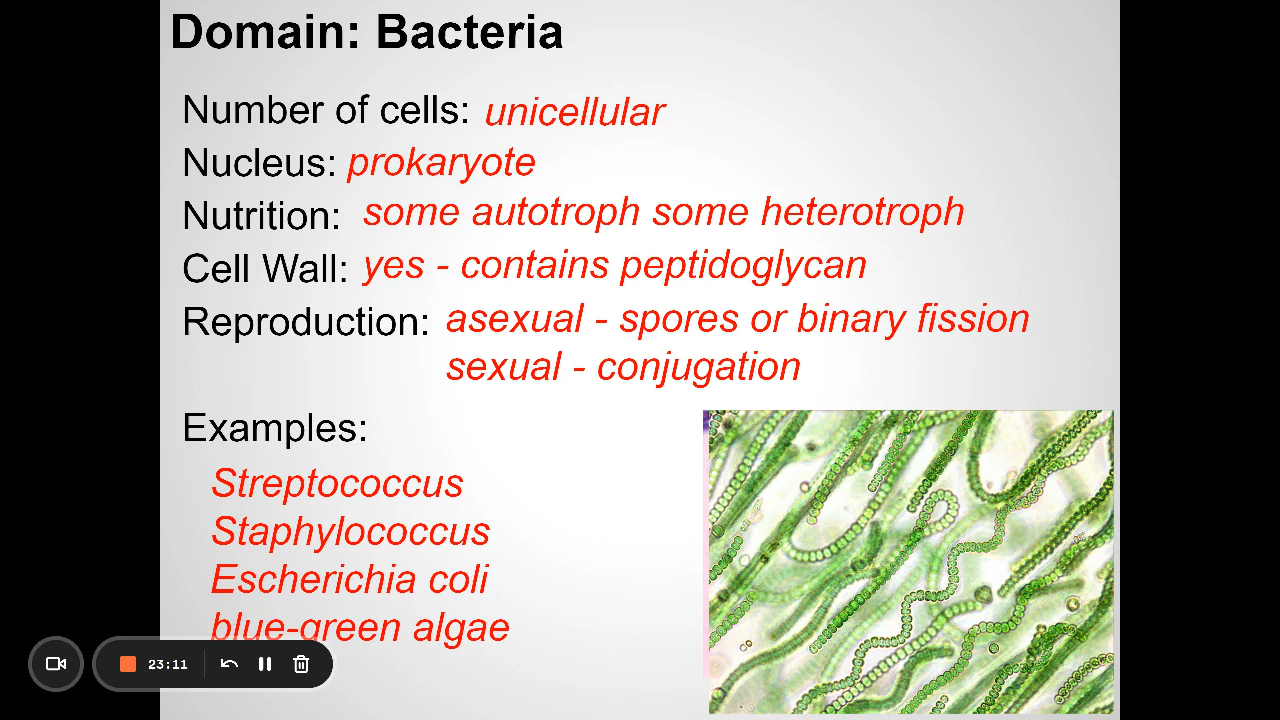 Domain: Bacteria
Number of cells: unicellular
Nucleus: prokaryote
Nutrition: some autotroph some heterotroph
Cell Wall: yes - contains peptidoglycan
Reproduction: asexual - spores or binary fission
sexual - conjugation
Examples:
Streptococcus
Staphylococcus
Escherichia coli
blue-green algae
23:11